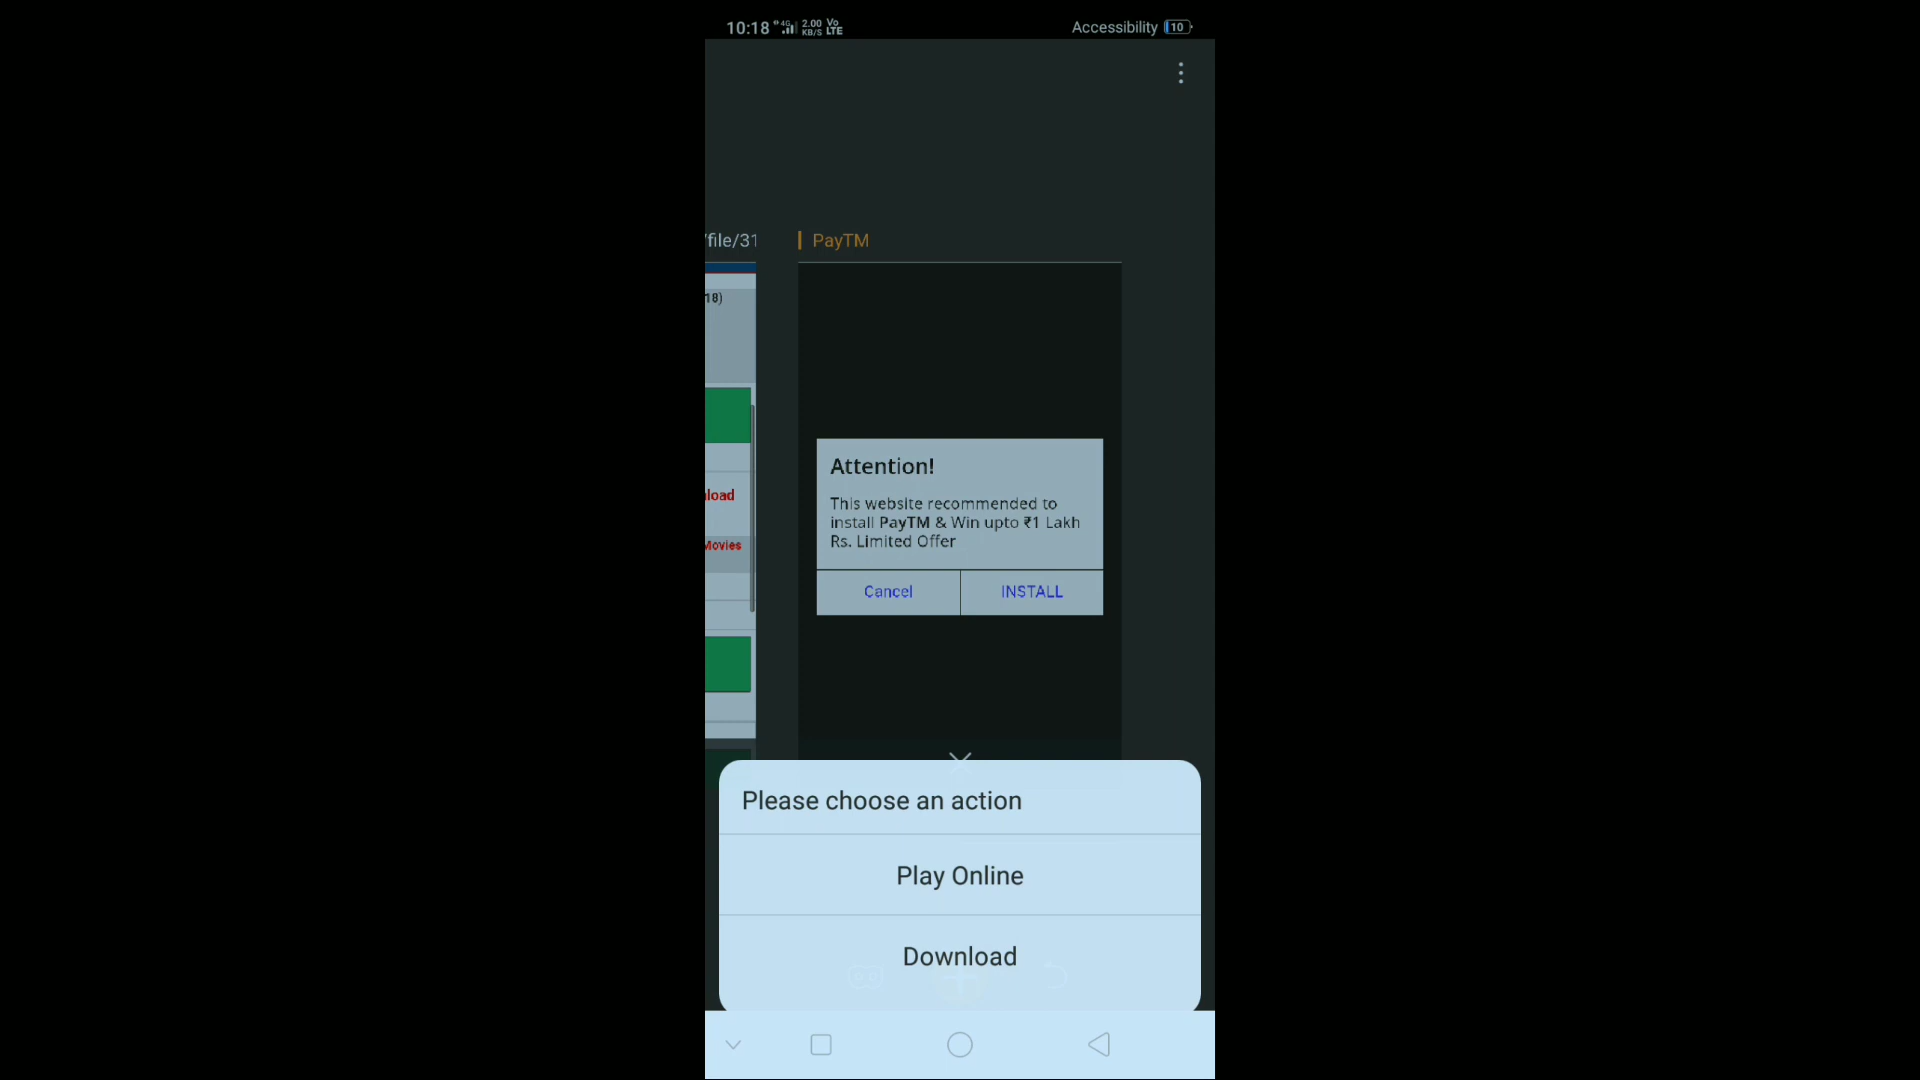 10:18 4G 2.00 KB/S Vo LTE Accessibility 10
/file/31
PayTM
18)
load
Movies
Attention!
This website recommended to
install PayTM & Win upto ₹1 Lakh
Rs. Limited Offer
Cancel INSTALL
Please choose an action
Play Online
Download